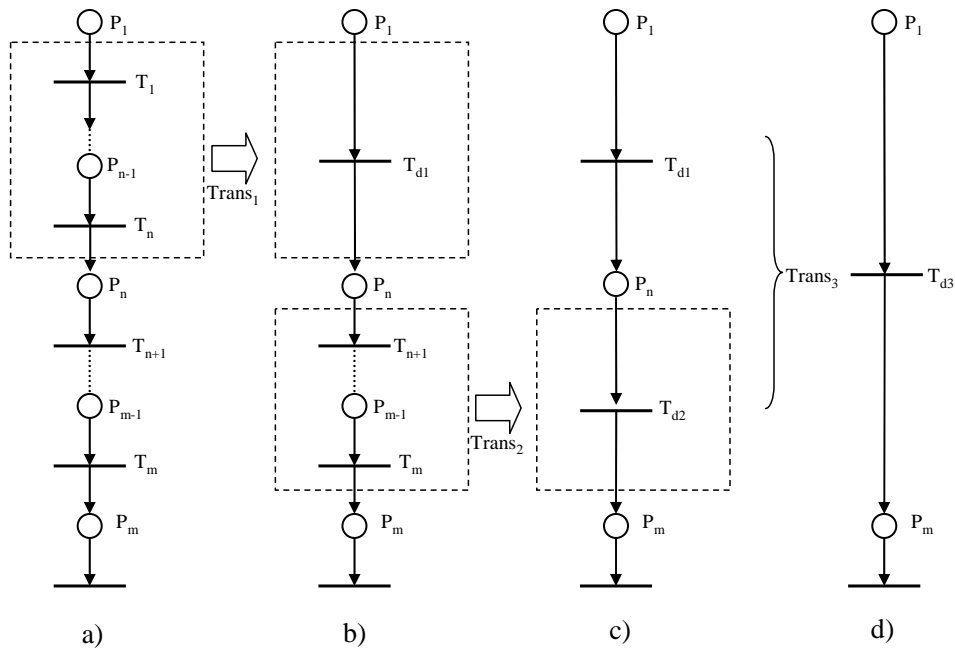 P1
T1
Pn-1
Tn
Pn
Tn+1
Pm-1
Tm
Pm
a)
Trans1
P1
Td1
Pn
Tn+1
Pm-1
Tm
Pm
b)
Trans2
P1
Td1
Pn
Td2
Pm
c)
Trans3
P1
Td3
Pm
d)